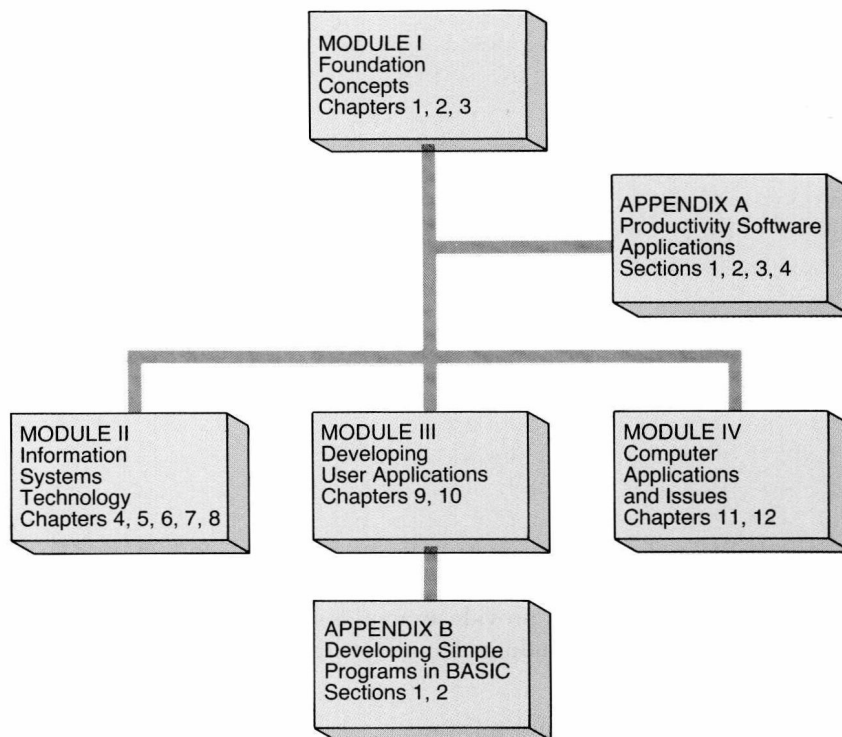 MODULE I
Foundation
Concepts
Chapters 1, 2, 3
APPENDIX A
Productivity Software
Applications
Sections 1, 2, 3, 4
MODULE II
Information
Systems
Technology
Chapters 4, 5, 6, 7, 8
MODULE III
Developing
User Applications
Chapters 9, 10
MODULE IV
Computer
Applications
and Issues
Chapters 11, 12
APPENDIX B
Developing Simple
Programs in BASIC
Sections 1, 2